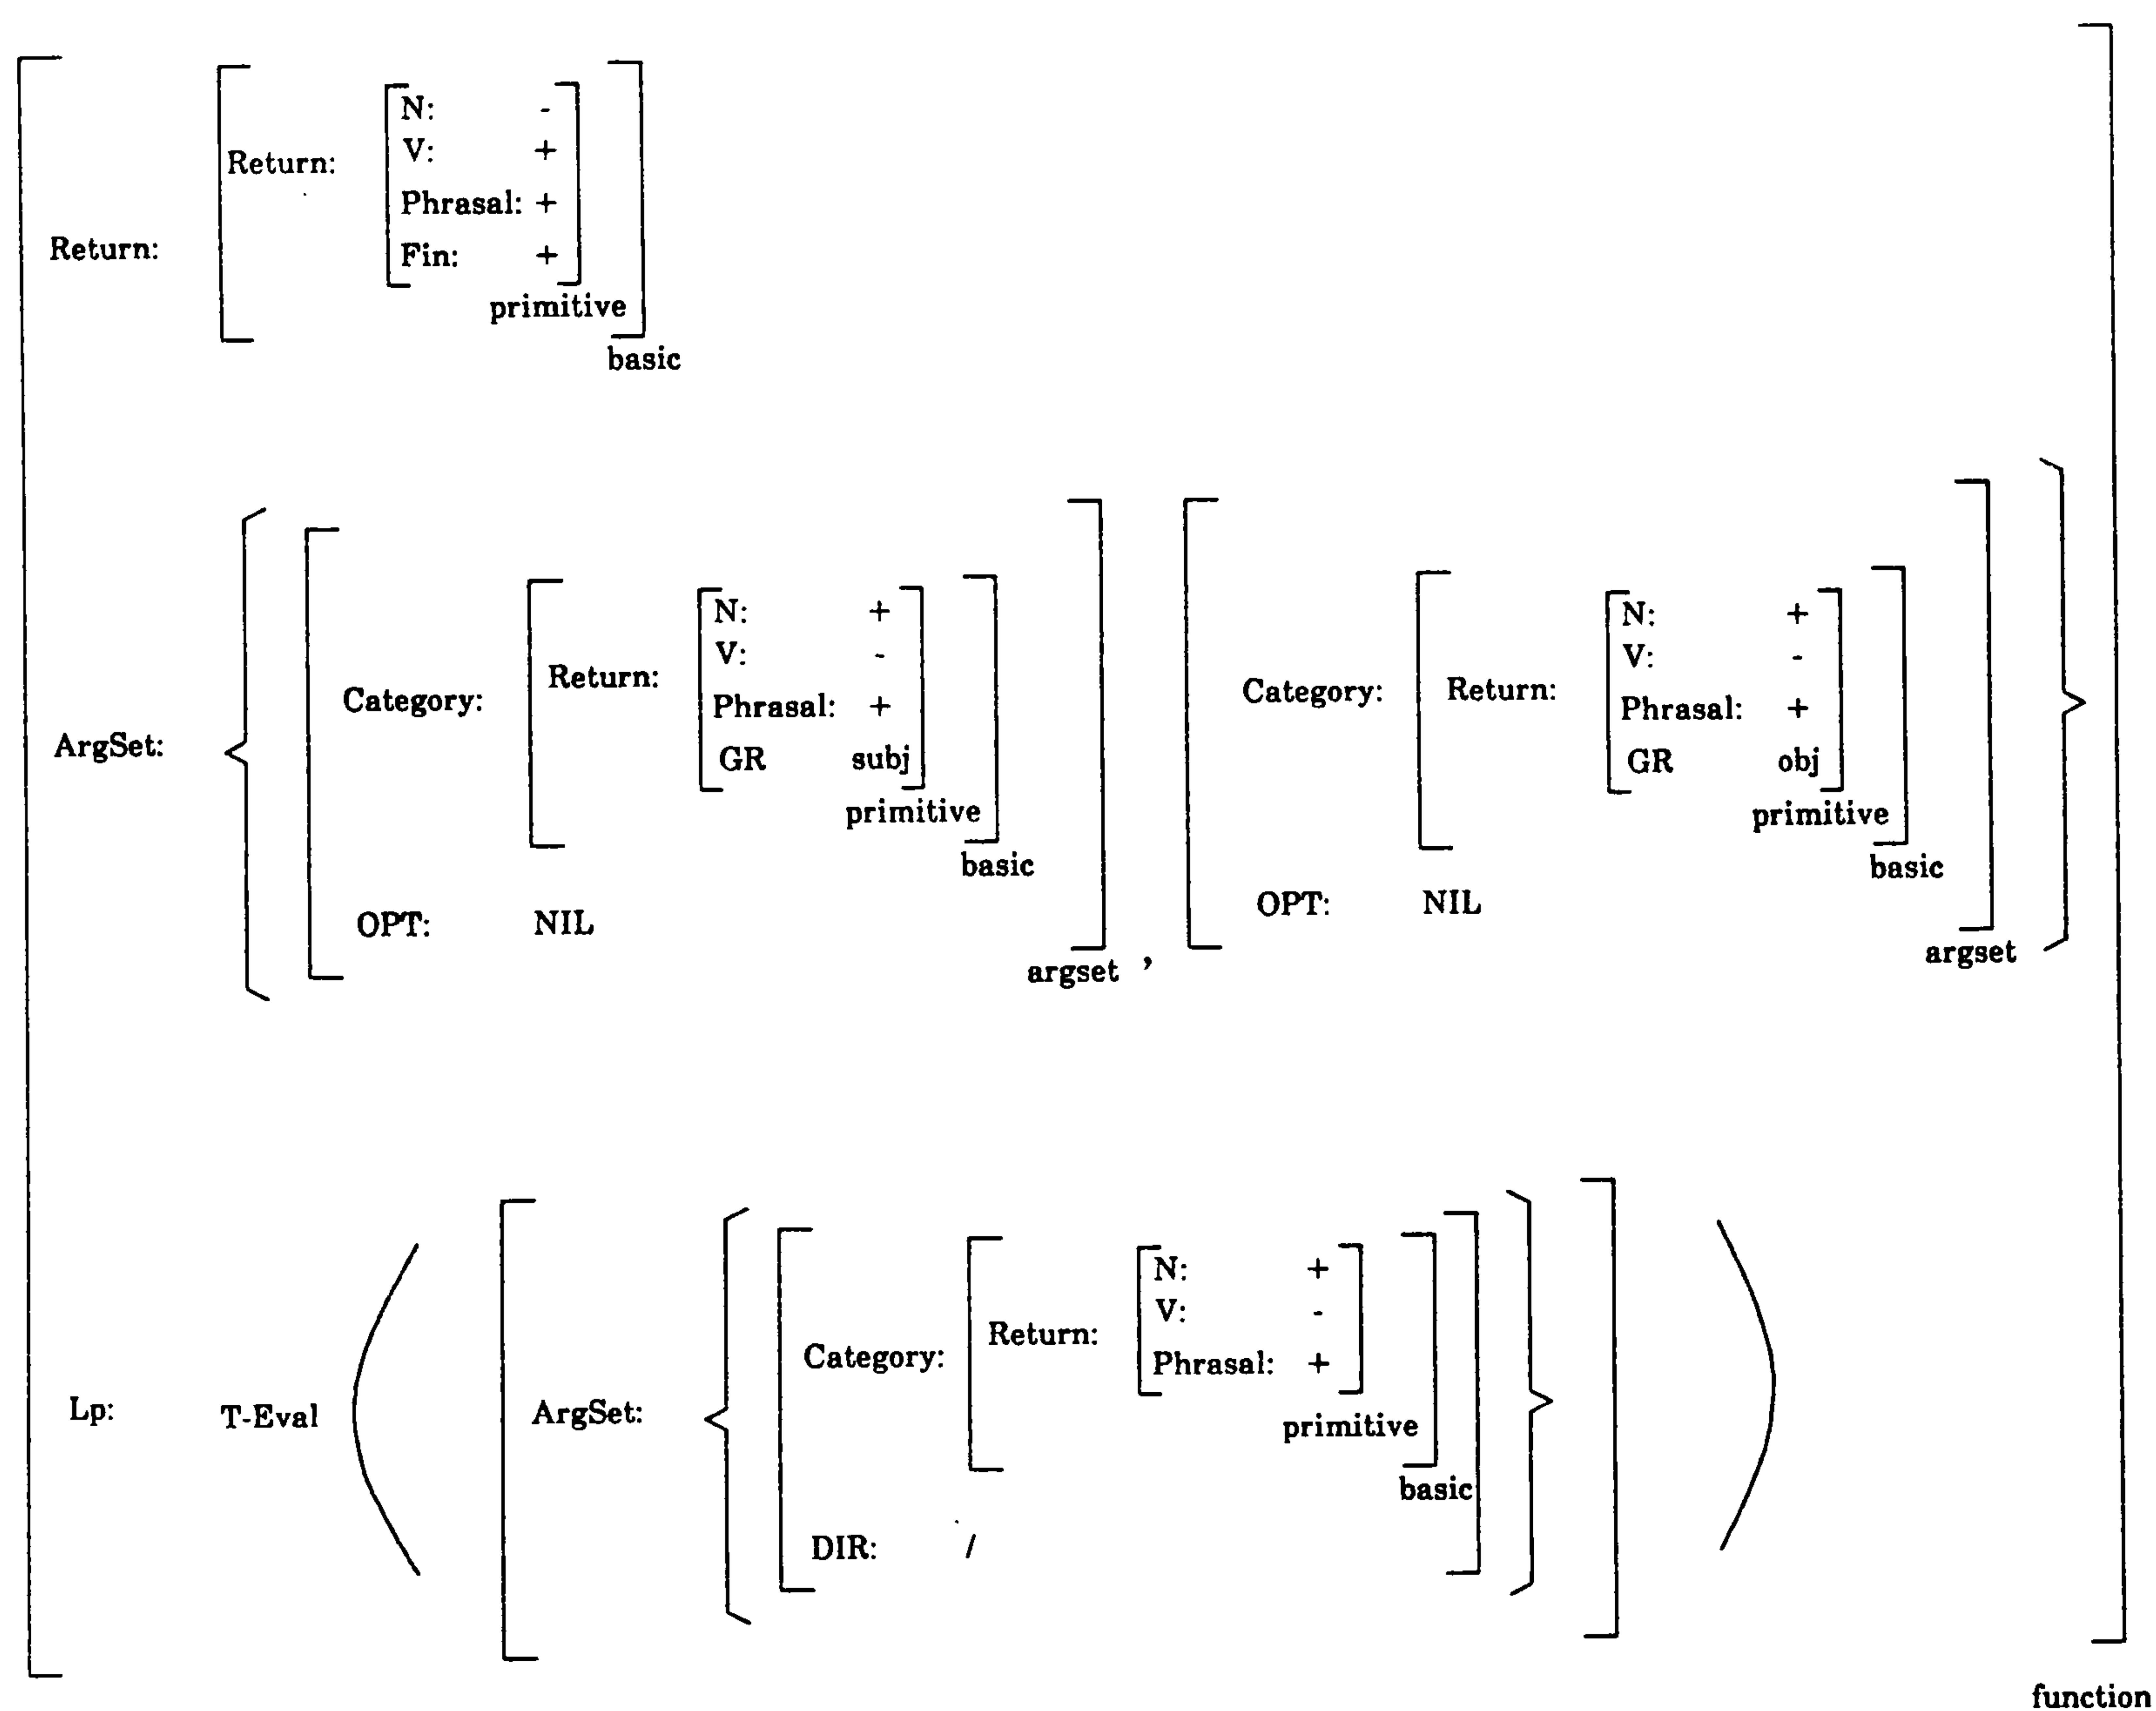 N: -
V: +
Return:
Phrasal: +
Return:
Fin: +
primitive
basic
N: +
V: -
Return:
Category:
Phrasal: +
GR subj
primitive
basic
OPT: NIL
argset ,
N: +
V: -
Category: Return:
Phrasal: +
GR obj
primitive
basic
OPT: NIL
argset
ArgSet:
N: +
V: -
Return:
Category:
Phrasal: +
Lp: T-Eval ArgSet:
primitive
basic
DIR: /
function